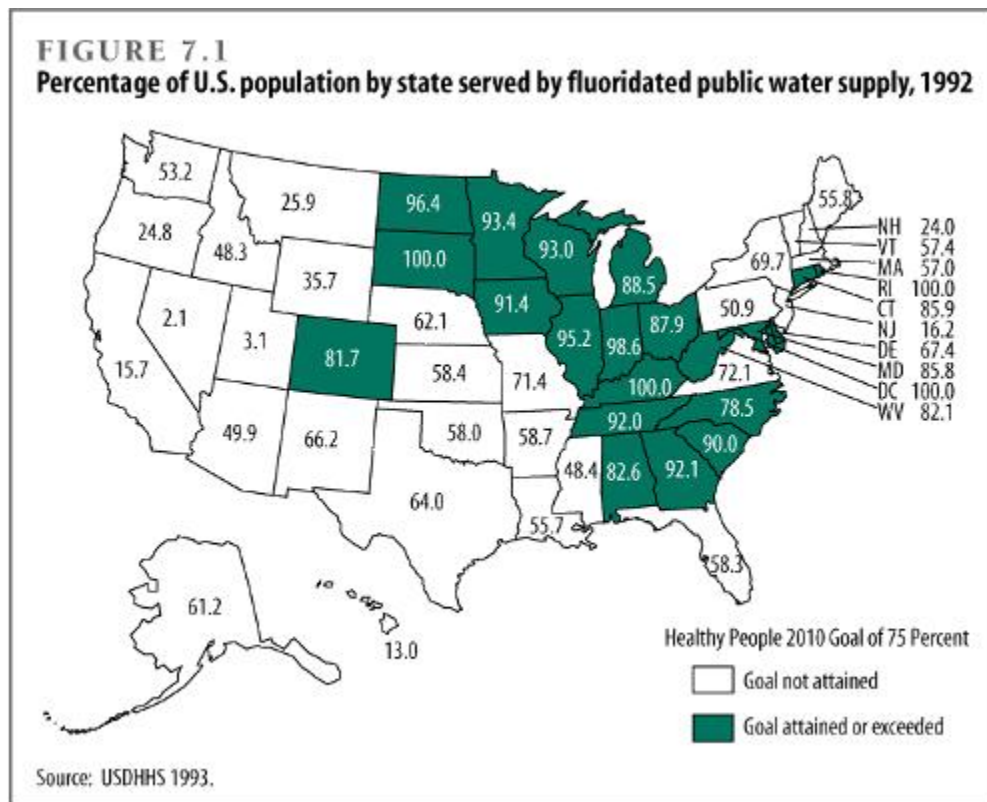 FIGURE 7.1
Percentage of U.S. population by state served by fluoridated public water supply, 1992
53.2
25.9
96.4
93.4
55.8
24.8
48.3
100.0
93.0
69.7
NH 24.0
VT 57.4
MA 57.0
RI 100.0
CT 85.9
NJ 16.2
DE 67.4
MD 85.8
DC 100.0
WV 82.1
35.7
88.5
2.1
3.1
62.1
91.4
50.9
15.7
81.7
58.4
71.4
95.2
98.6
87.9
72.1
100.0
49.9
66.2
58.0
58.7
92.0
78.5
64.0
48.4
82.6
92.1
90.0
55.7
58.3
61.2
13.0
Healthy People 2010 Goal of 75 Percent
Goal not attained
Goal attained or exceeded
Source: USDHHS 1993.